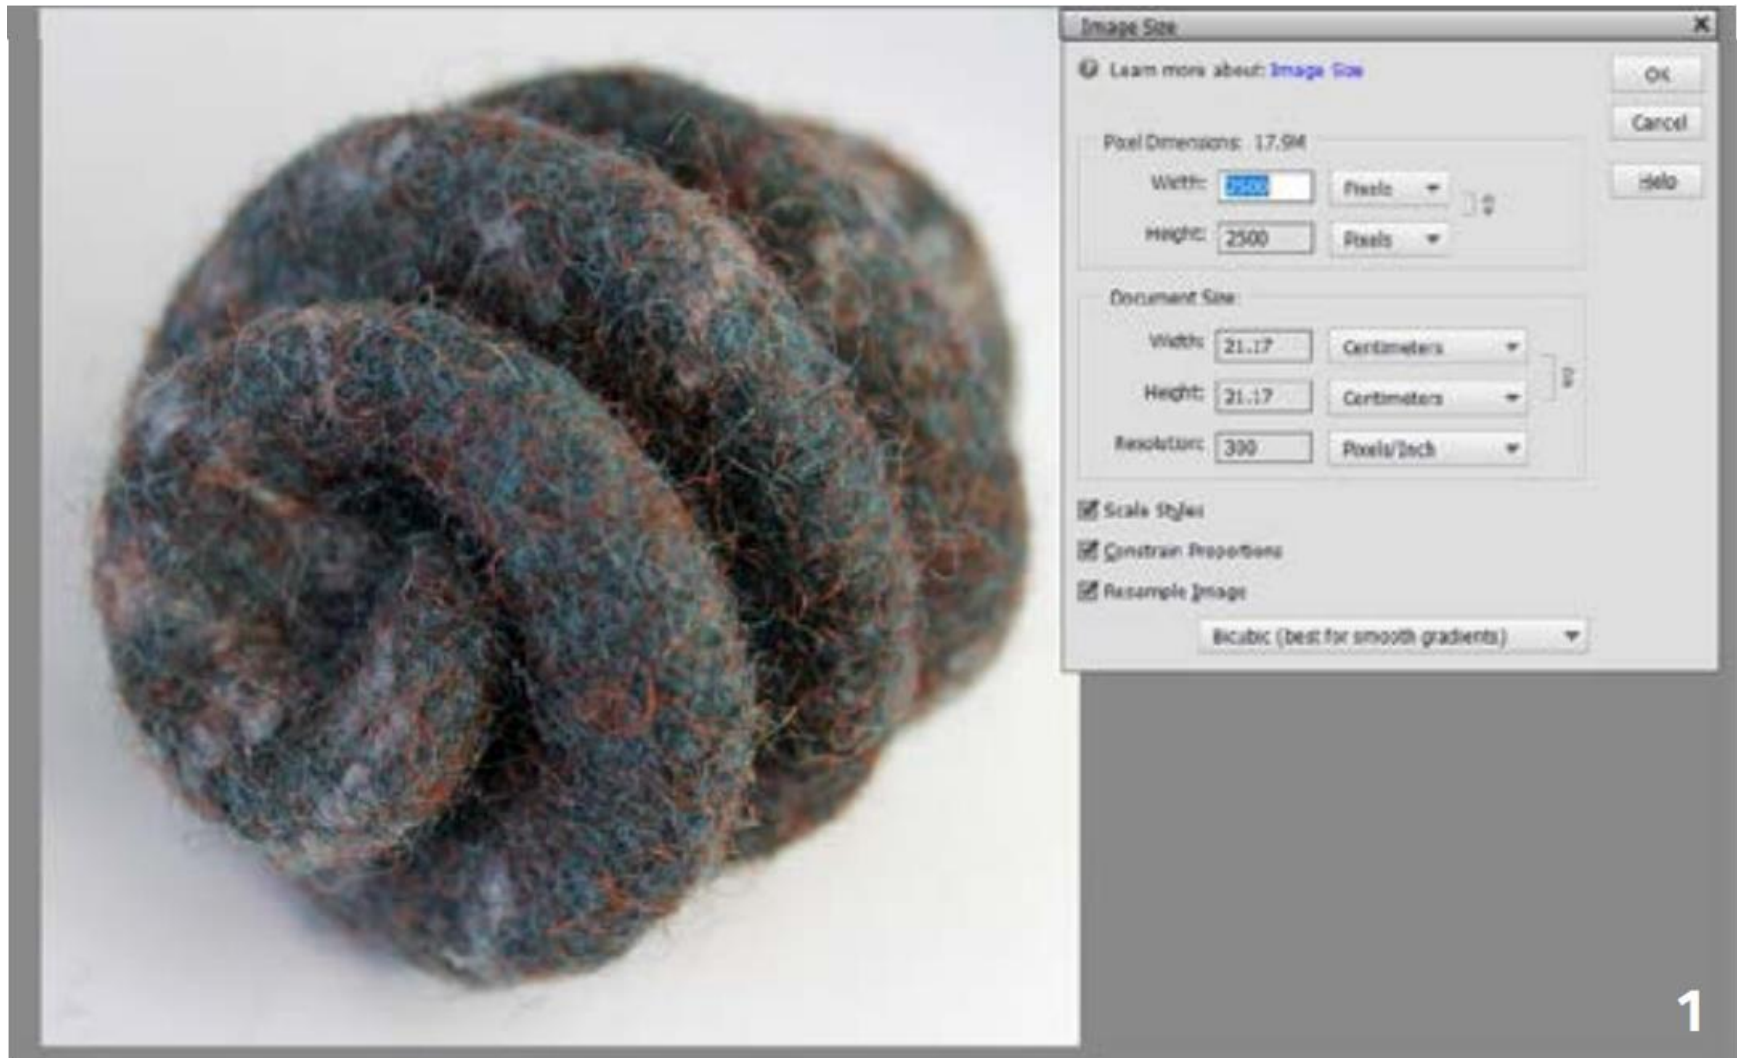 Image Size
Learn more about: Image Size
OK
Cancel
Help
Pixel Dimensions: 17.9M
Width: 2500 Pixels
Height: 2500 Pixels
Document Size:
Width: 21.17 Centimeters
Height: 21.17 Centimeters
Resolution: 300 Pixels/Inch
Scale Styles
Constrain Proportions
Resample Image
Bicubic (best for smooth gradients)
1